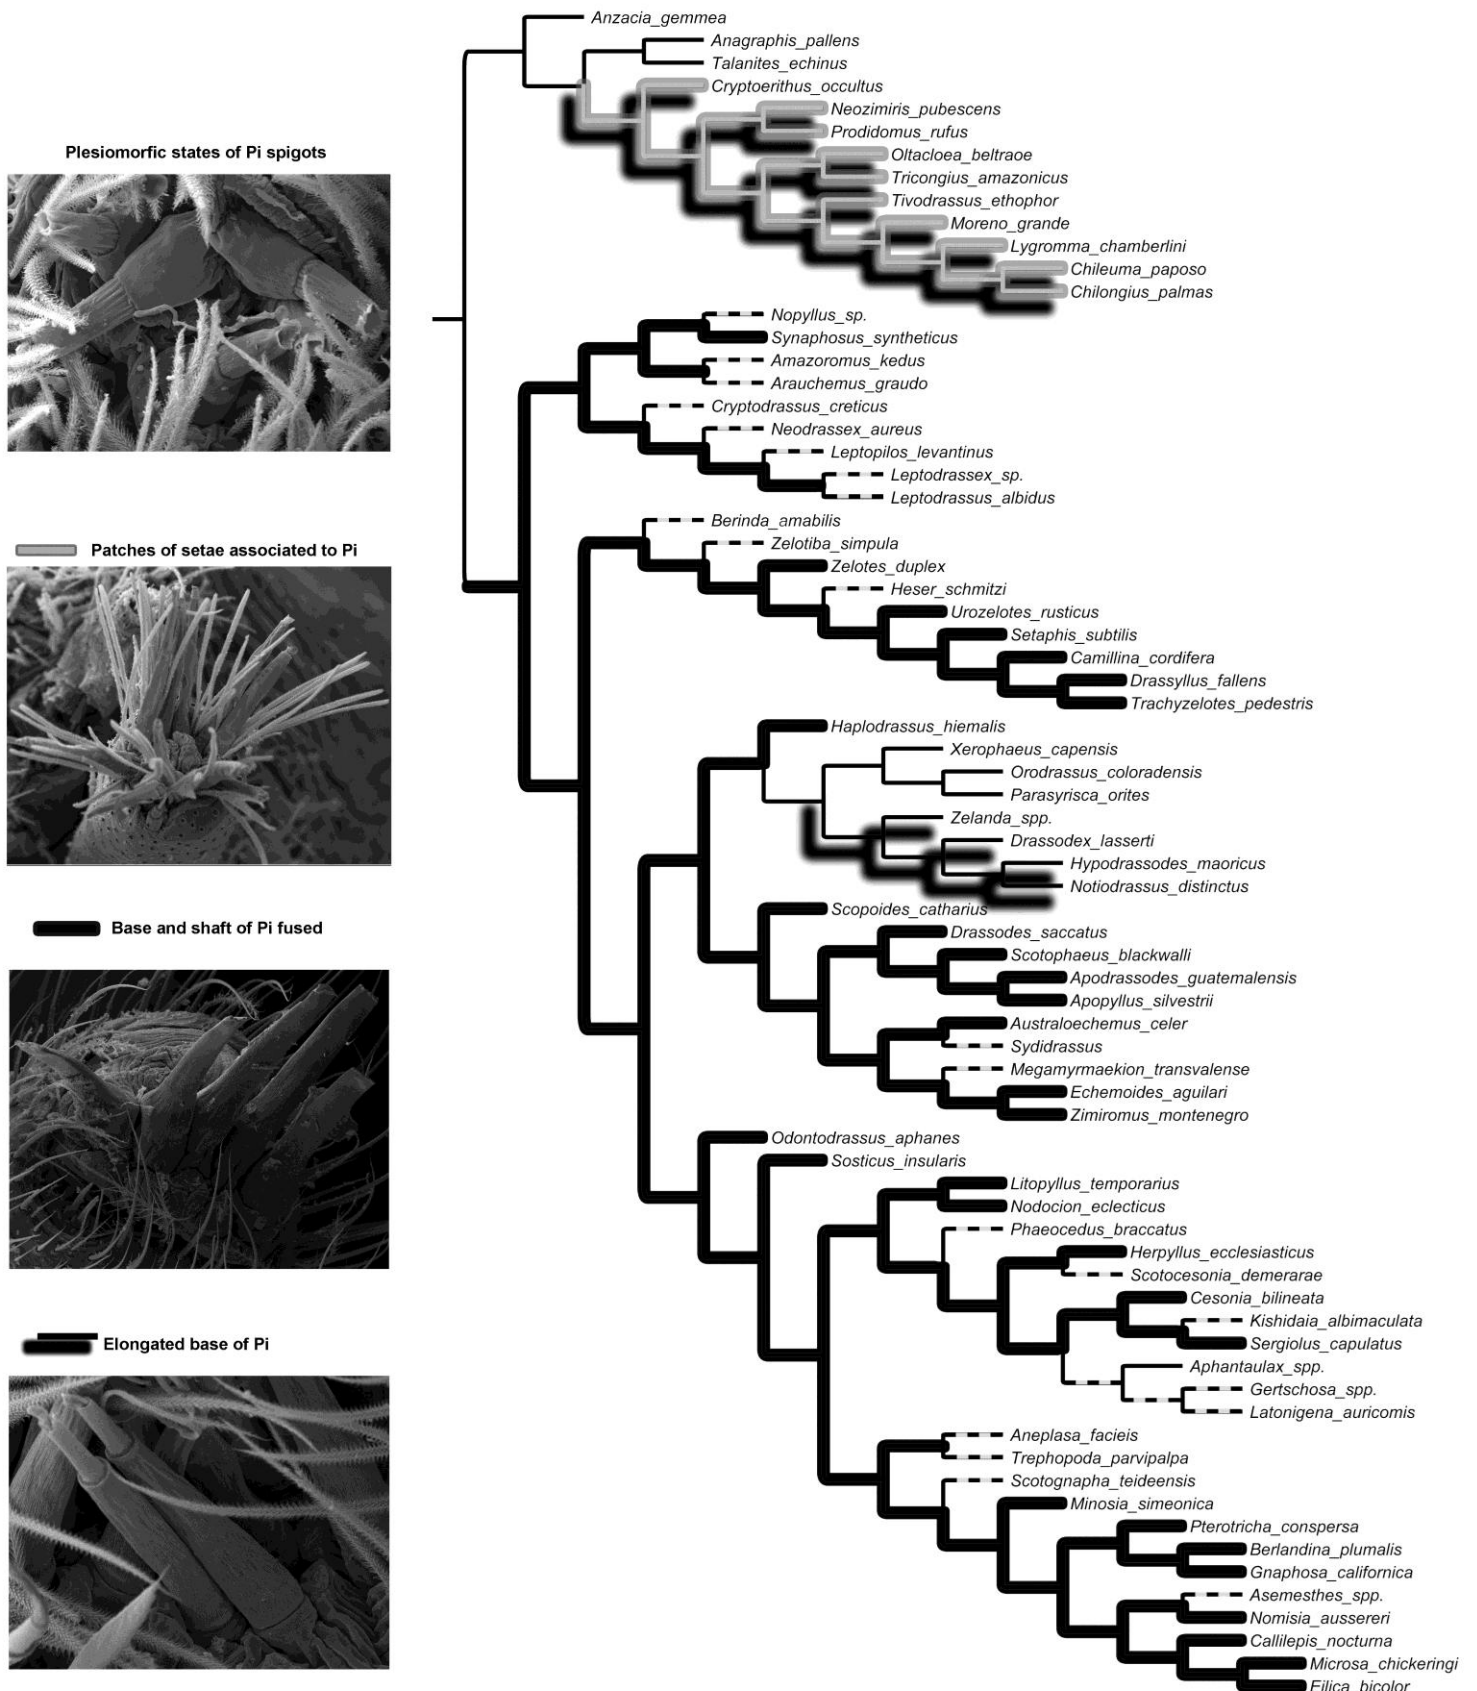 Plesiomorfic states of Pi spigots
Patches of setae associated to Pi
Base and shaft of Pi fused
Elongated base of Pi
Anzacia_gemmea
Anagraphis_pallens
Talanites_echinus
Cryptoerithus_occultus
Neozimiris_pubescens
Prodidomus_rufus
Oltacloea_beltraoe
Tricongius_amazonicus
Tivodrassus_ethophor
Moreno_grande
Lygromma_chamberlini
Chileuma_paposo
Chilongius_palmas
Nopyllus_sp.
Synaphosus_syntheticus
Amazoromus_kedus
Arauchemus_graudo
Cryptodrassus_creticus
Neodrassex_aureus
Leptopilos_levantinus
Leptodrassex_sp.
Leptodrassus_albidus
Berinda_amabilis
Zelotiba_simpula
Zelotes_duplex
Heser_schmitzi
Urozelotes_rusticus
Setaphis_subtilis
Camillina_cordifera
Drassyllus_fallens
Trachyzelotes_pedestris
Haplodrassus_hiemalis
Xerophaeus_capensis
Orodrassus_coloradensis
Parasyrisca_orites
Zelanda_spp.
Drassodex_lasserti
Hypodrassodes_maoricus
Notiodrassus_distinctus
Scopoides_catharius
Drassodes_saccatus
Scotophaeus_blackwalli
Apodrassodes_guatemalensis
Apopyllus_silvestrii
Australoechemus_celer
Sydidrassus
Megamyrmaekion_transvalense
Echemoides_aguilari
Zimiromus_montenegro
Odontodrassus_aphanes
Sosticus_insularis
Litopyllus_temporarius
Nodocion_eclecticus
Phaeocedus_braccatus
Herpyllus_ecclesiasticus
Scotocesonia_demerarae
Cesonia_bilineata
Kishidaia_albimaculata
Sergiolus_capulatus
Aphantaulax_spp.
Gertschosa_spp.
Latonigena_auricomis
Aneplasa_facieis
Trephopoda_parvipalpa
Scotognapha_teideensis
Minosia_simeonica
Pterotricha_conspersa
Berlandina_plumalis
Gnaphosa_californica
Asemesthes_spp.
Nomisia_aussereri
Callilepis_nocturna
Microsa_chickeringi
Eilica_bicolor